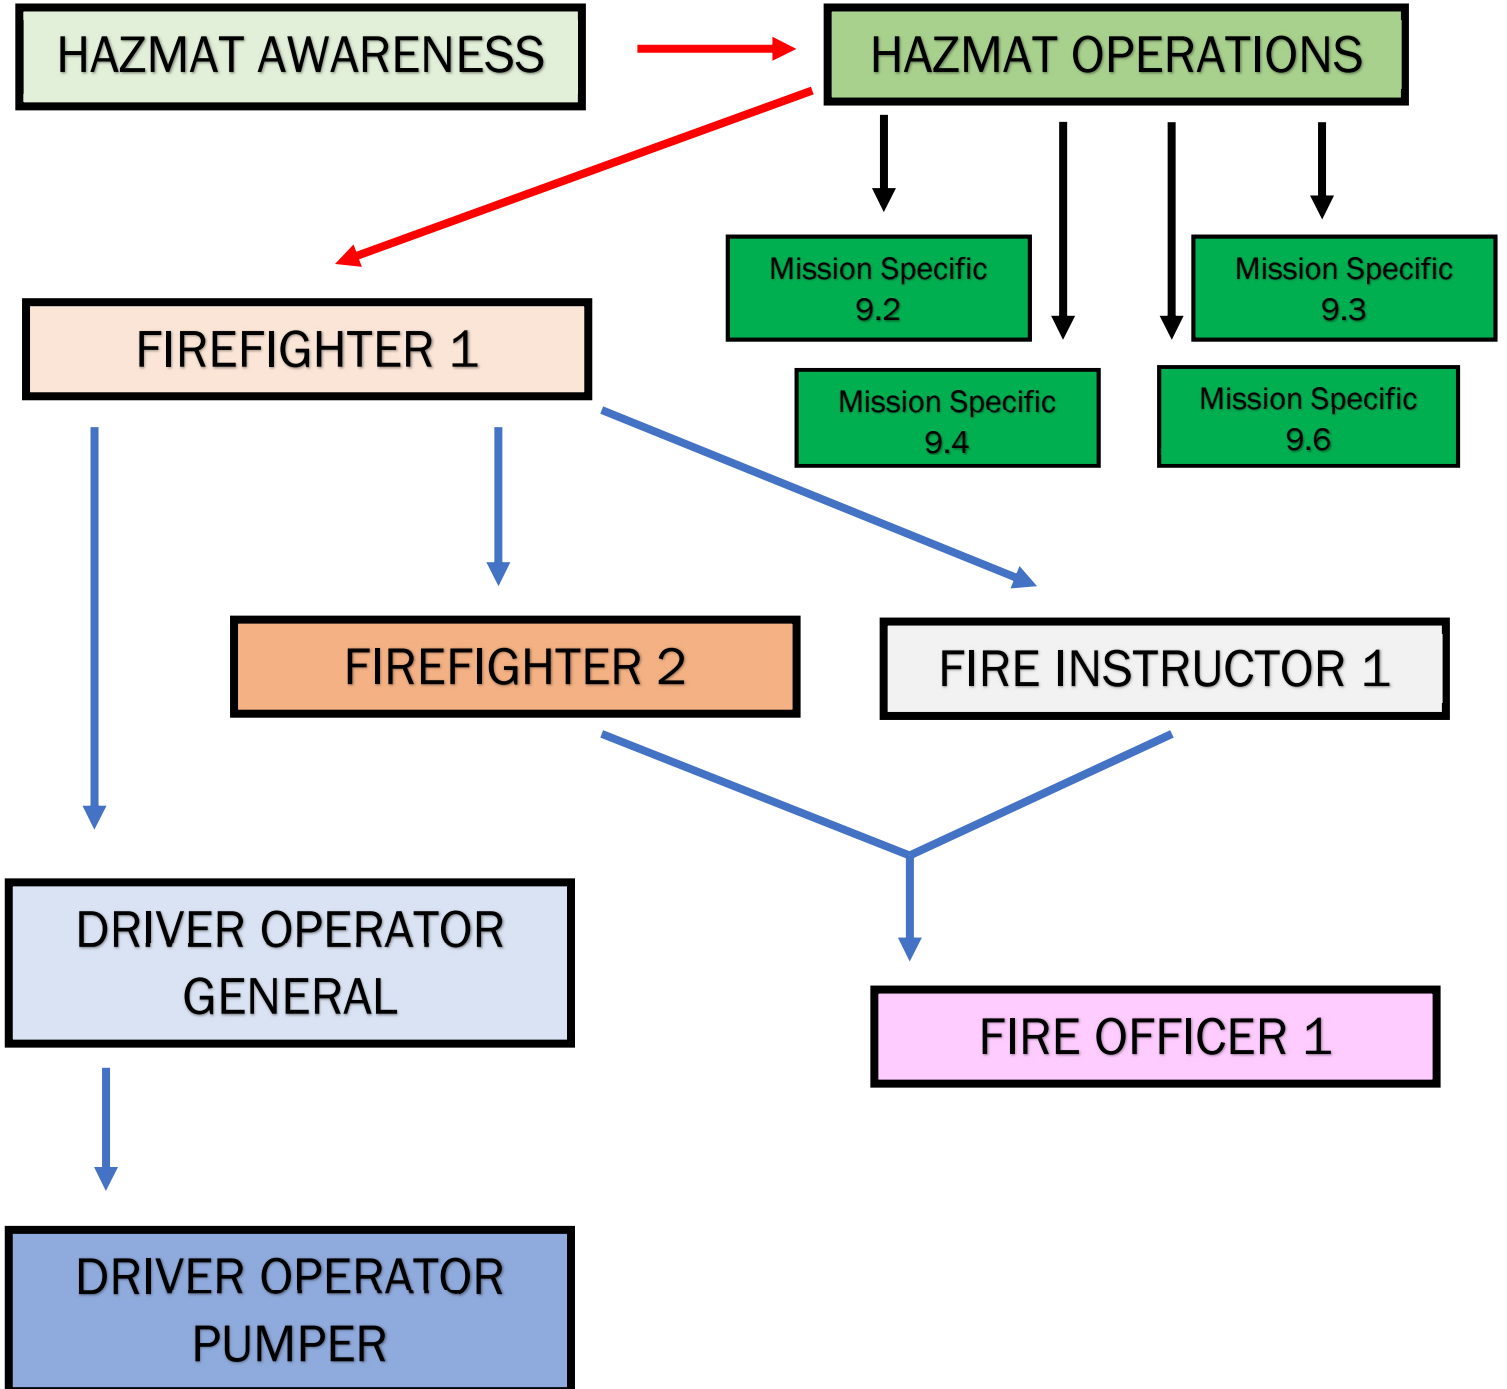 HAZMAT AWARENESS
HAZMAT OPERATIONS
Mission Specific
9.2
Mission Specific
9.3
FIREFIGHTER 1
Mission Specific
9.4
Mission Specific
9.6
FIREFIGHTER 2
FIRE INSTRUCTOR 1
DRIVER OPERATOR
GENERAL
FIRE OFFICER 1
DRIVER OPERATOR
PUMPER